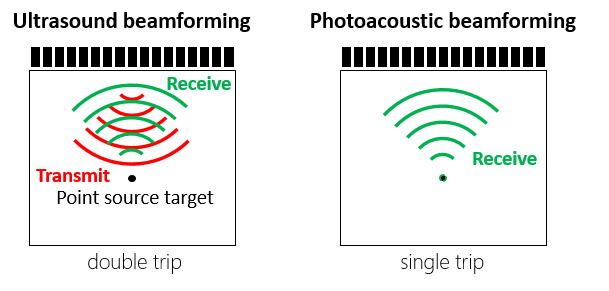 Ultrasound beamforming
Photoacoustic beamforming
Receive
Transmit
Point source target
double trip
Receive
single trip